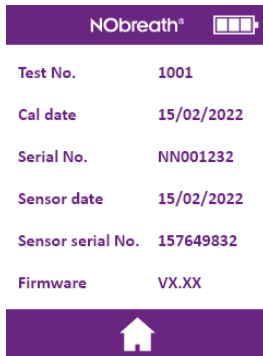 NObreath®
Test No. 1001
Cal date 15/02/2022
Serial No. NN001232
Sensor date 15/02/2022
Sensor serial No. 157649832
Firmware VX.XX